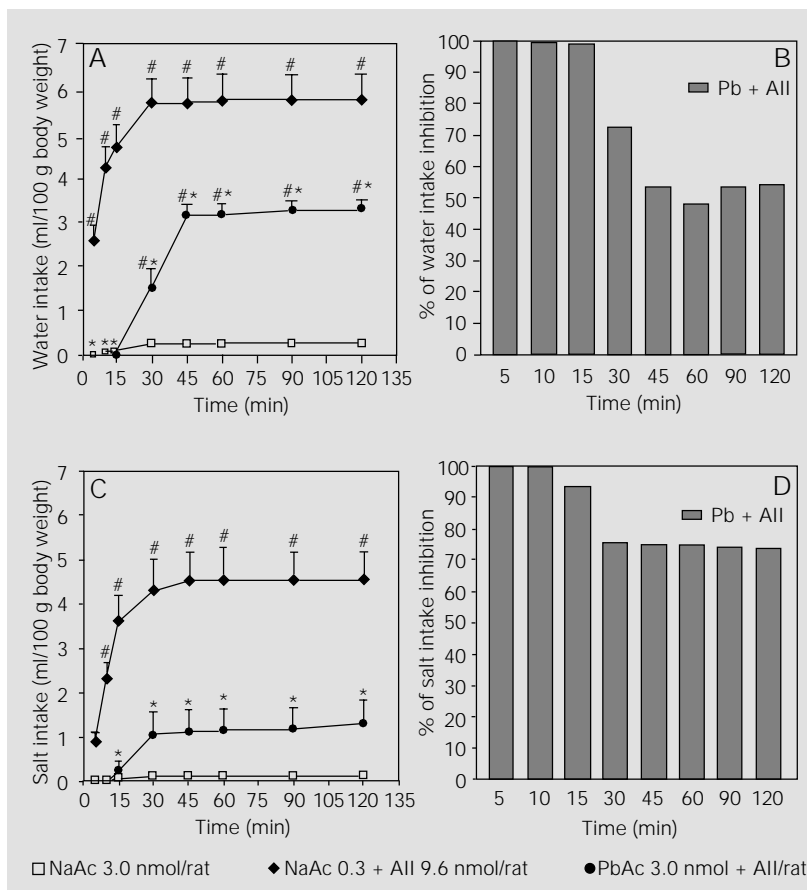 A
Water intake (ml/100 g body weight)
7
6
5
4
3
2
1
0
# # # # # # # #
#* #* #* #* #*
* ** 
0 15 30 45 60 75 90 105 120 135
Time (min)
B
% of water intake inhibition
100
90
80
70
60
50
40
30
20
10
0
Pb + AII
5 10 15 30 45 60 90 120
Time (min)
C
Salt intake (ml/100 g body weight)
7
6
5
4
3
2
1
0
# # # # # # #
* * * * * *
0 15 30 45 60 75 90 105 120 135
Time (min)
D
% of salt intake inhibition
100
90
80
70
60
50
40
30
20
10
0
Pb + AII
5 10 15 30 45 60 90 120
Time (min)
NaAc 3.0 nmol/rat
NaAc 0.3 + AII 9.6 nmol/rat
PbAc 3.0 nmol + AII/rat